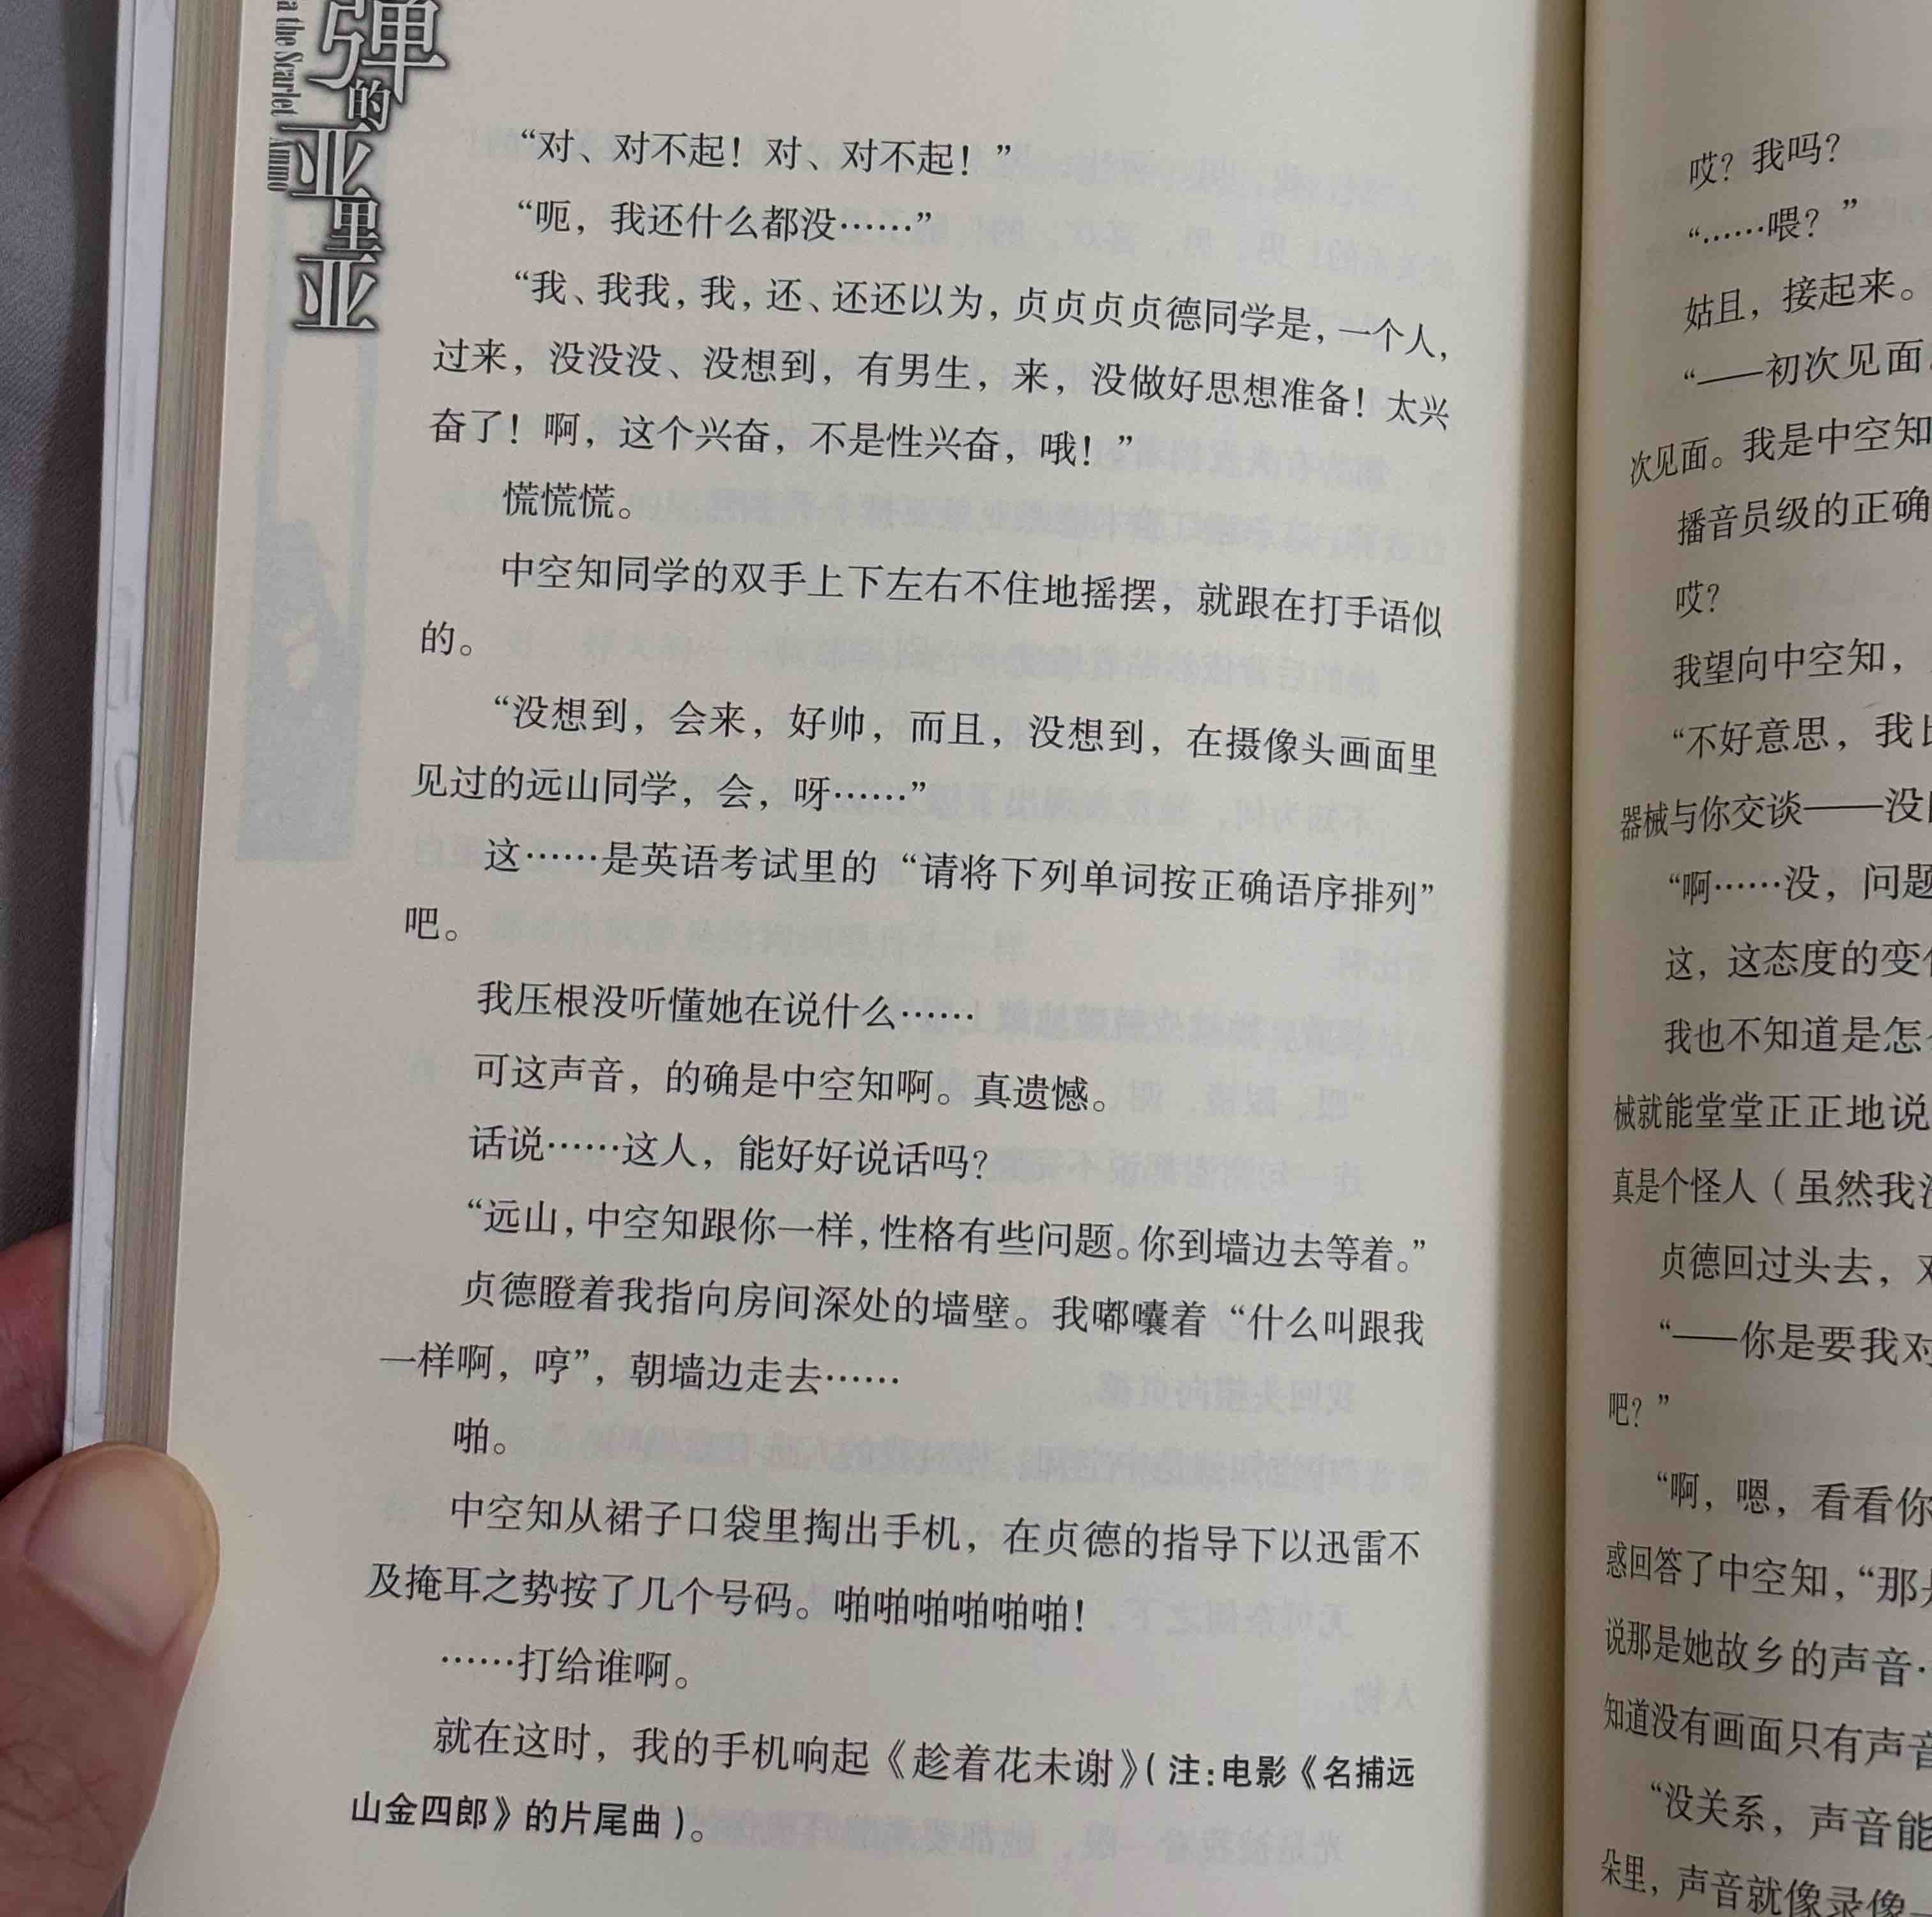 弹的亚里亚
a the Scarlet Ammo
“对、对不起！对、对不起！”
“呃，我还什么都没……”
“我、我我，我，还、还还以为，贞贞贞贞德同学是，一个人，
过来，没没没、没想到，有男生，来，没做好思想准备！太兴
奋了！啊，这个兴奋，不是性兴奋，哦！”
慌慌慌。
中空知同学的双手上下左右不住地摇摆，就跟在打手语似
的。
“没想到，会来，好帅，而且，没想到，在摄像头画面里
见过的远山同学，会，呀……”
这……是英语考试里的“请将下列单词按正确语序排列”
吧。
我压根没听懂她在说什么……
可这声音，的确是中空知啊。真遗憾。
话说……这人，能好好说话吗？
“远山，中空知跟你一样，性格有些问题。你到墙边去等着。”
贞德瞪着我指向房间深处的墙壁。我嘟囔着“什么叫跟我
一样啊，哼”，朝墙边走去……
啪。
中空知从裙子口袋里掏出手机，在贞德的指导下以迅雷不
及掩耳之势按了几个号码。啪啪啪啪啪啪！
……打给谁啊。
就在这时，我的手机响起《趁着花未谢》（注：电影《名捕远
山金四郎》的片尾曲）。
哎？我吗？
“……喂？”
姑且，接起来。
“——初次见面
次见面。我是中空知
播音员级的正确
哎？
我望向中空知，
“不好意思，我
器械与你交谈——没
“啊……没，问题
这，这态度的变
我也不知道是怎
械就能堂堂正正地说
真是个怪人（虽然我
贞德回过头去，
“——你是要我对
吧？”
“啊，嗯，看看你
惑回答了中空知，“那
说那是她故乡的声音
知道没有画面只有声音
“没关系，声音能
朵里，声音就像录像